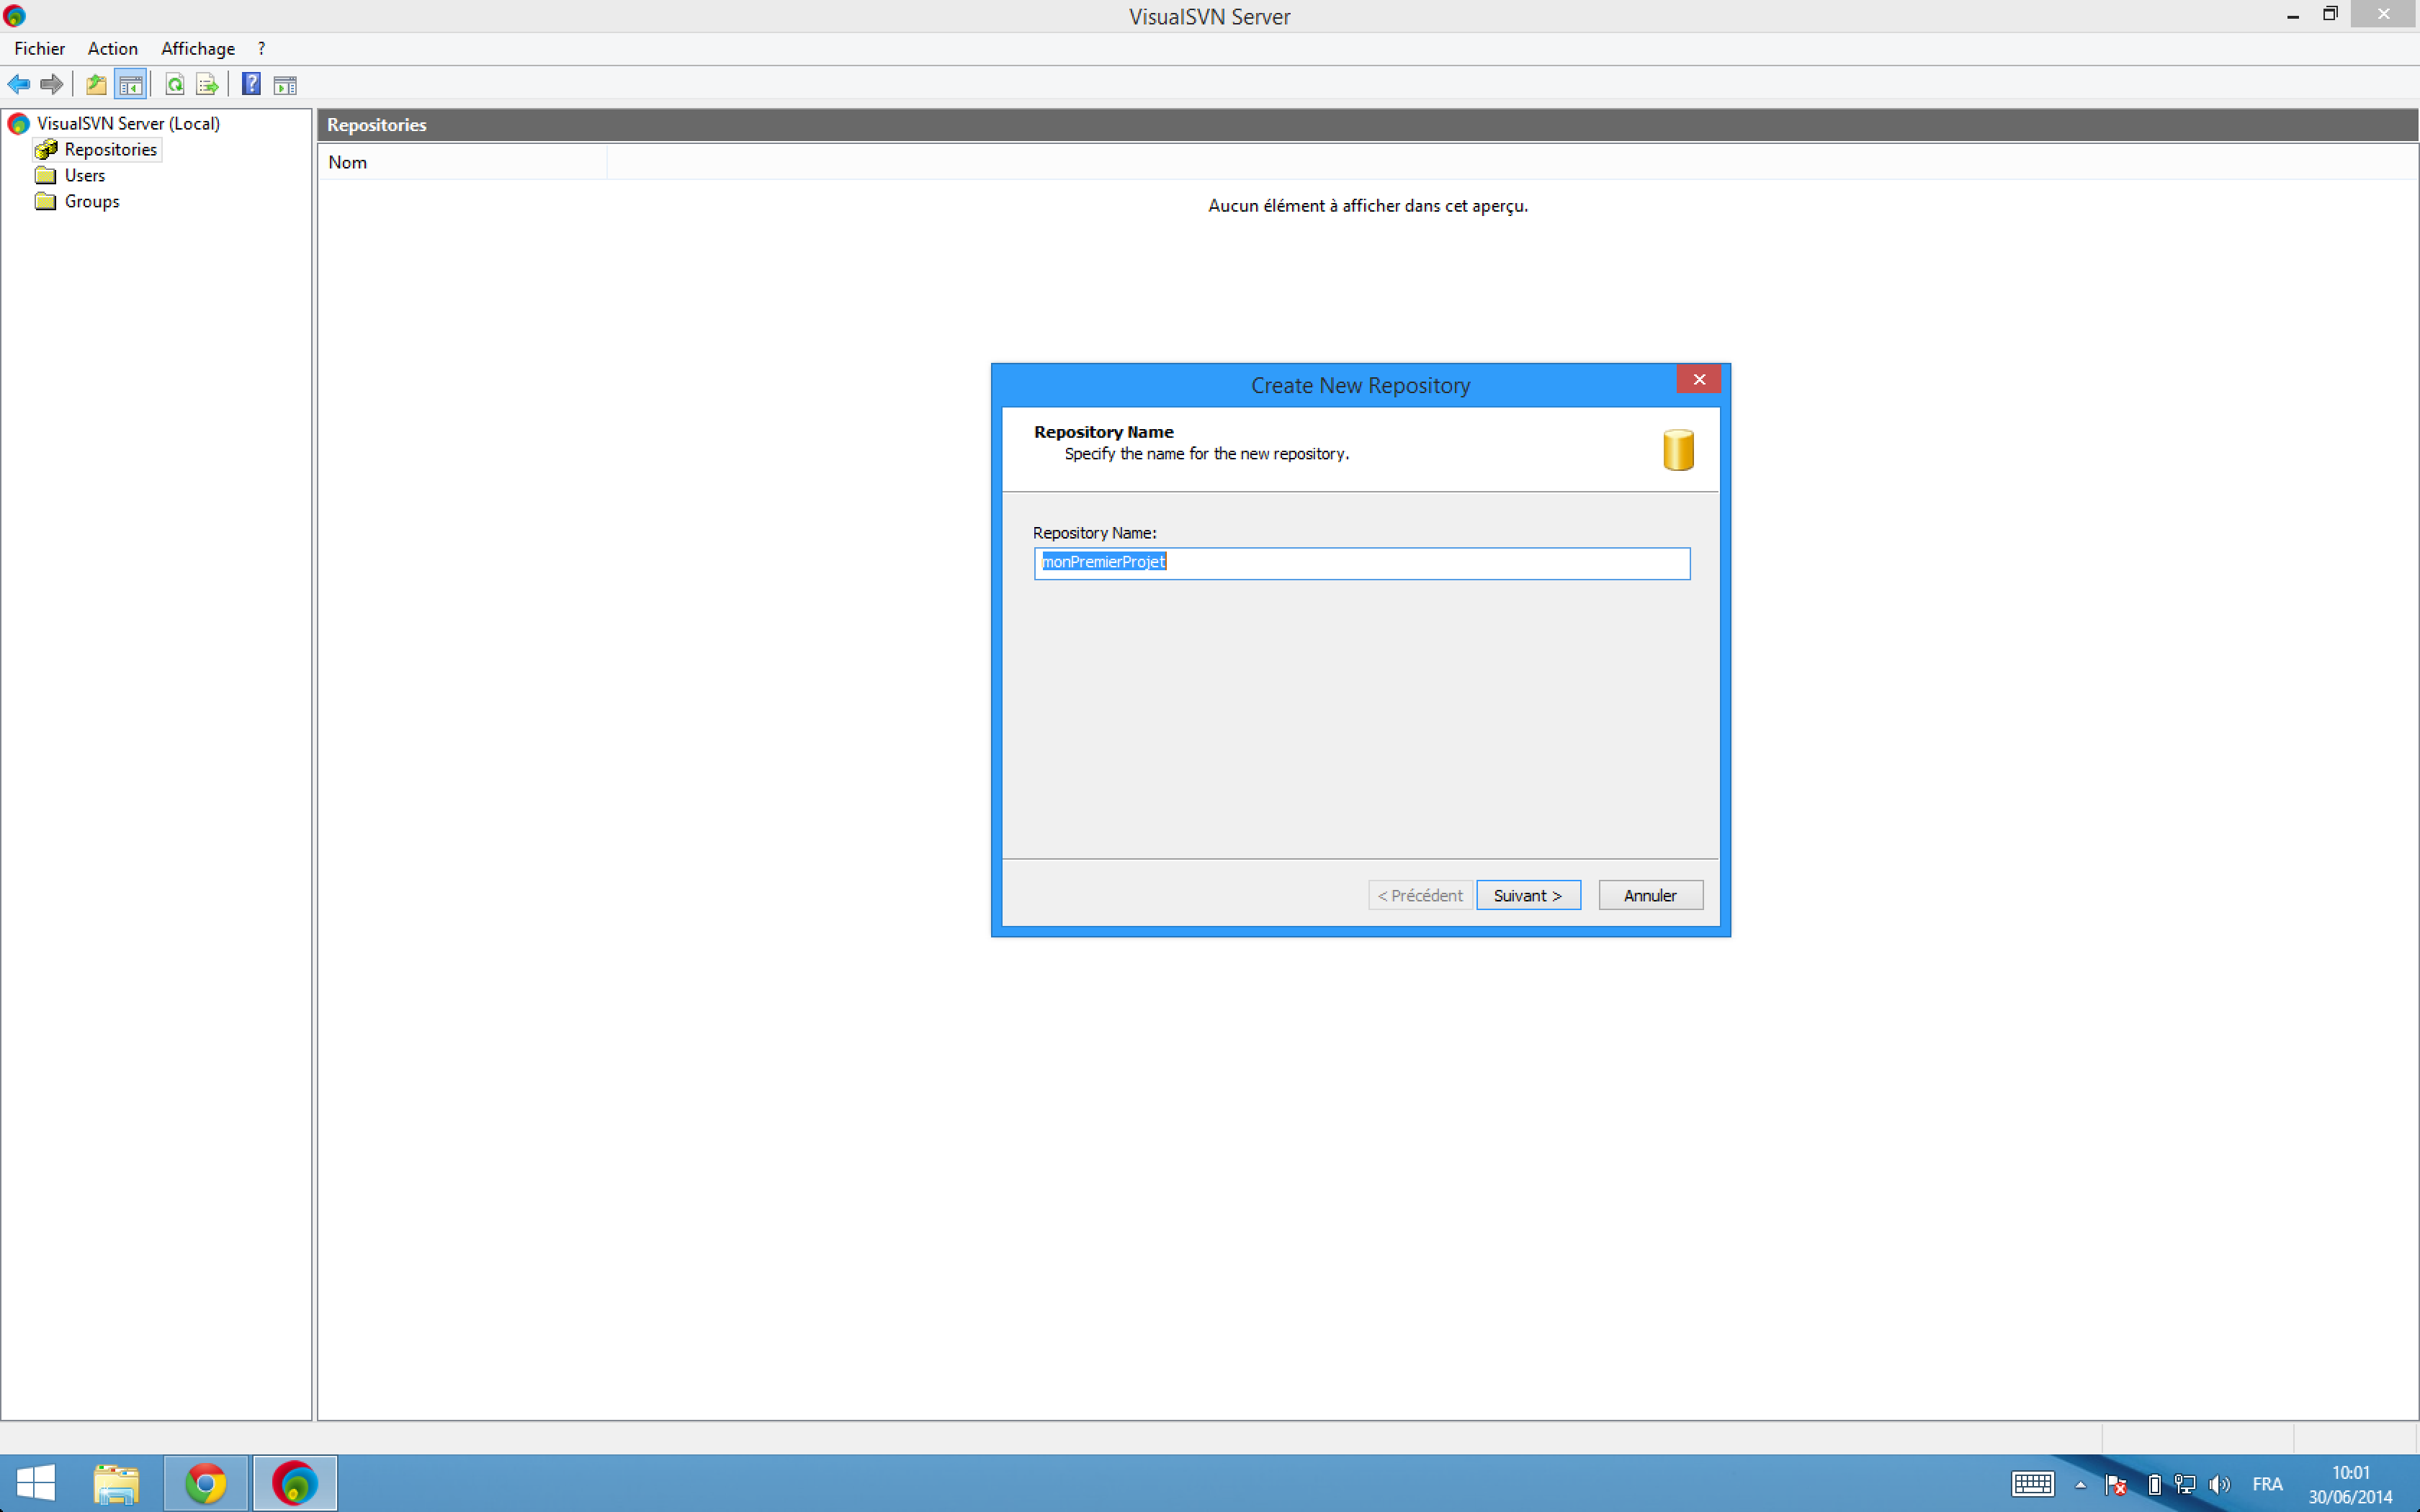 VisualSVN Server
Fichier Action Affichage ?
VisualSVN Server (Local)
Repositories
Users
Groups
Repositories
Nom
Aucun élément à afficher dans cet aperçu.
Create New Repository
Repository Name
Specify the name for the new repository.
Repository Name:
monPremierProjet
< Précédent Suivant > Annuler
FRA
10:01
30/06/2014